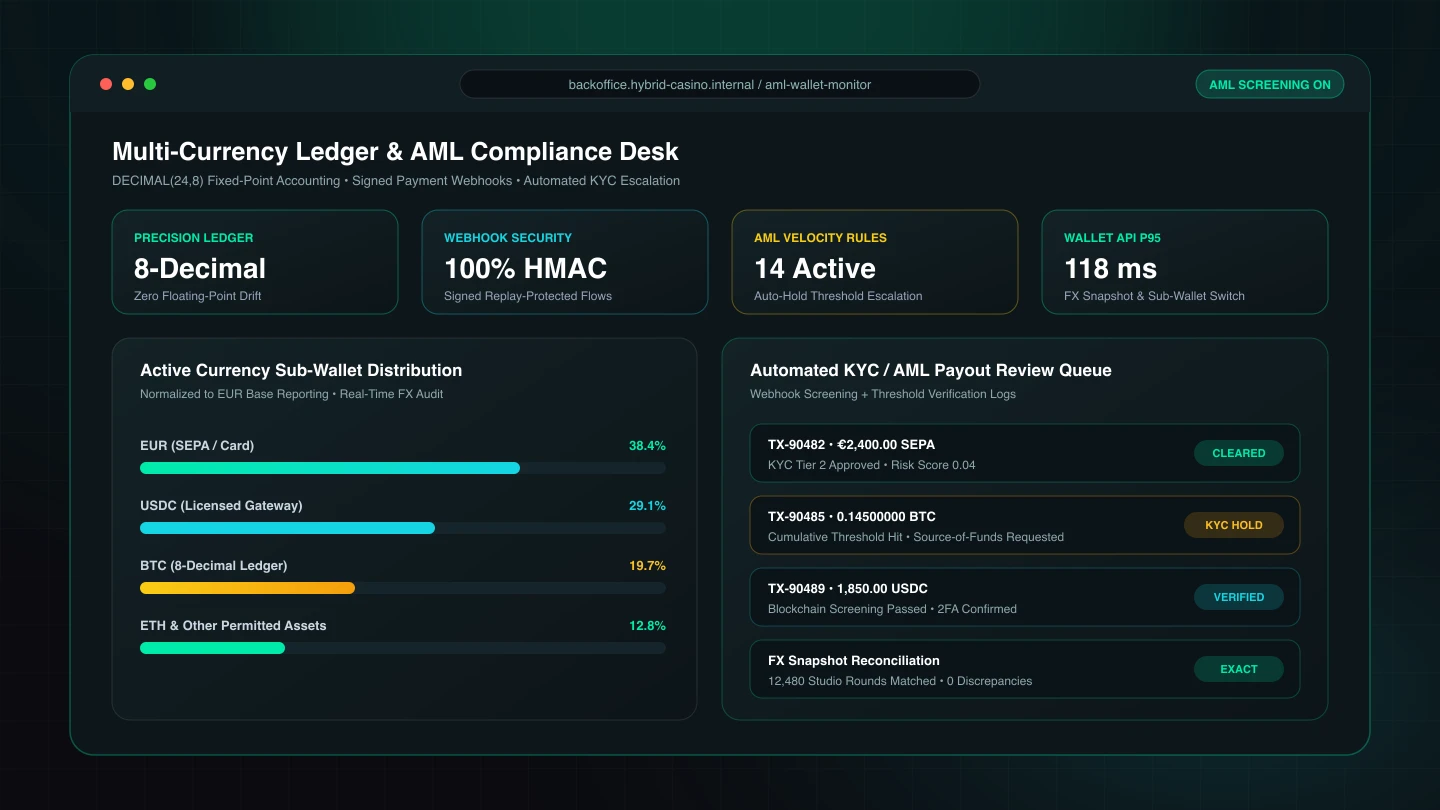 backoffice.hybrid-casino.internal / aml-wallet-monitor
AML SCREENING ON
Multi-Currency Ledger & AML Compliance Desk
DECIMAL(24,8) Fixed-Point Accounting • Signed Payment Webhooks • Automated KYC Escalation
PRECISION LEDGER
8-Decimal
Zero Floating-Point Drift
WEBHOOK SECURITY
100% HMAC
Signed Replay-Protected Flows
AML VELOCITY RULES
14 Active
Auto-Hold Threshold Escalation
WALLET API P95
118 ms
FX Snapshot & Sub-Wallet Switch
Active Currency Sub-Wallet Distribution
Normalized to EUR Base Reporting • Real-Time FX Audit
EUR (SEPA / Card) 38.4%
USDC (Licensed Gateway) 29.1%
BTC (8-Decimal Ledger) 19.7%
ETH & Other Permitted Assets 12.8%
Automated KYC / AML Payout Review Queue
Webhook Screening + Threshold Verification Logs
TX-90482 • €2,400.00 SEPA
KYC Tier 2 Approved • Risk Score 0.04
CLEARED
TX-90485 • 0.14500000 BTC
Cumulative Threshold Hit • Source-of-Funds Requested
KYC HOLD
TX-90489 • 1,850.00 USDC
Blockchain Screening Passed • 2FA Confirmed
VERIFIED
FX Snapshot Reconciliation
12,480 Studio Rounds Matched • 0 Discrepancies
EXACT